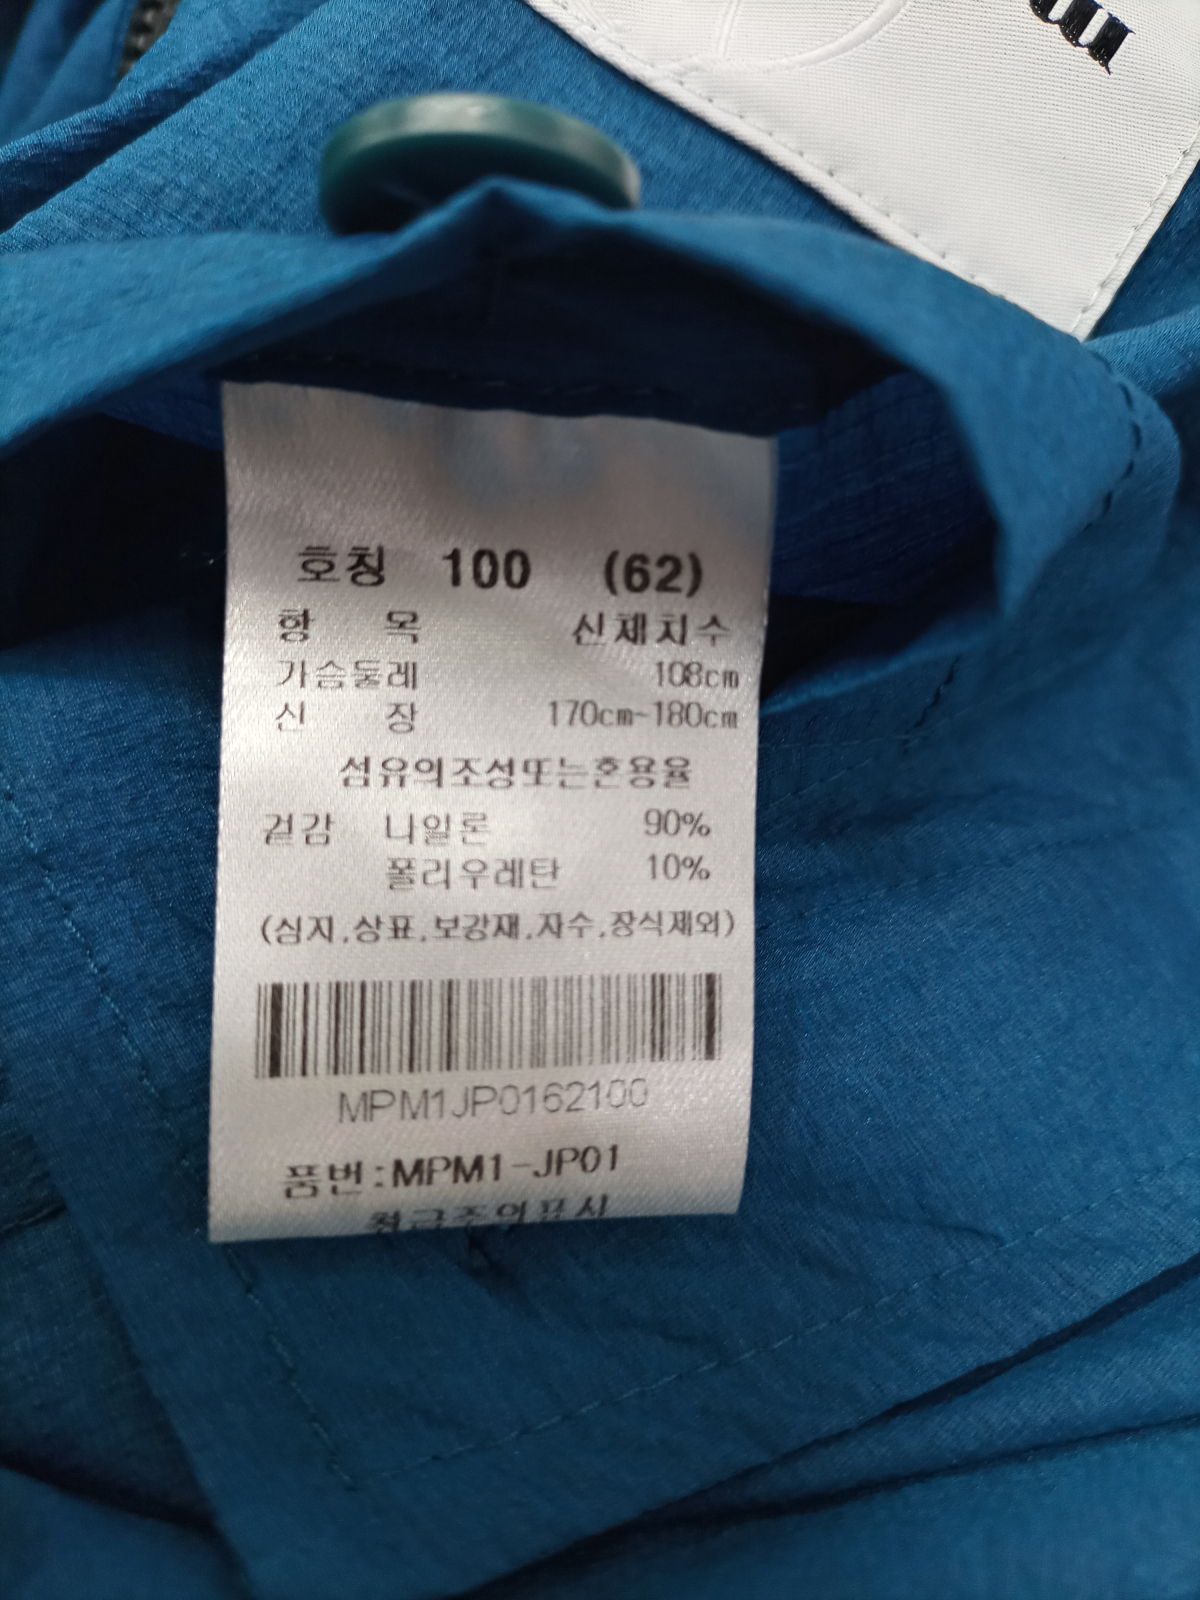 호칭 100 (62)
항 목 신체치수
가슴둘레 108cm
신 장 170cm~180cm
섬유의조성또는혼용율
겉감 나일론 90%
폴리우레탄 10%
(심지,상표,보강재,자수,장식제외)
MPM1JP0162100
품번:MPM1-JP01